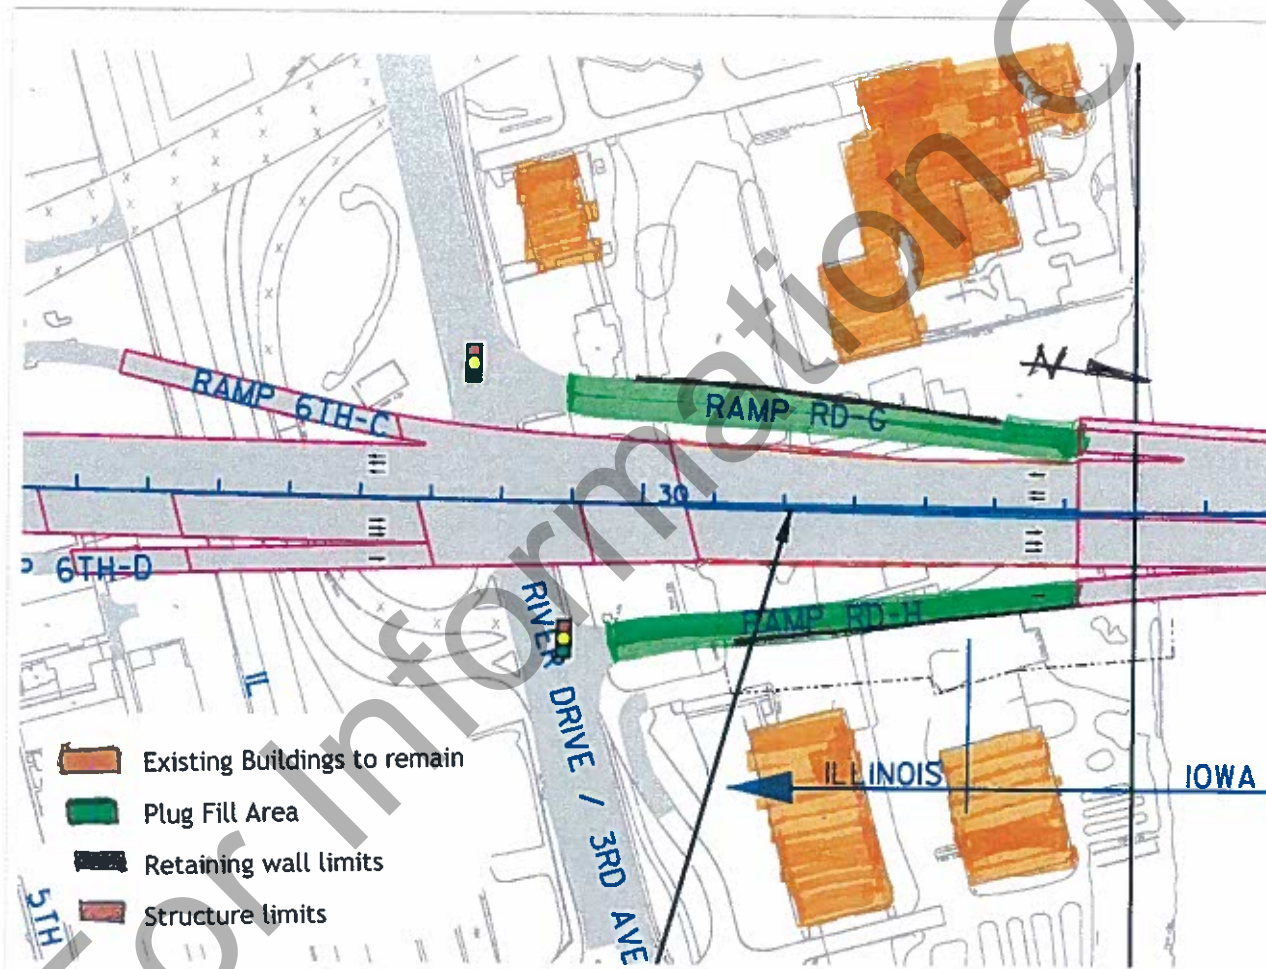 RAMP 6TH-C
RAMP RD-G
N
30
P 6TH-D
RAMP RD-H
RIVER DRIVE / 3RD AVE
IL
ILLINOIS
IOWA
Existing Buildings to remain
Plug Fill Area
Retaining wall limits
Structure limits
5TH
For Information On